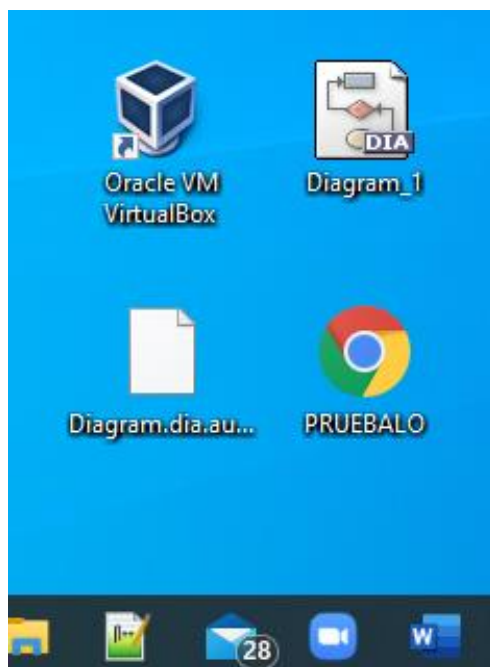 DIA
Oracle VM
VirtualBox
Diagram_1
Diagram.dia.au...
PRUEBALO
28
W